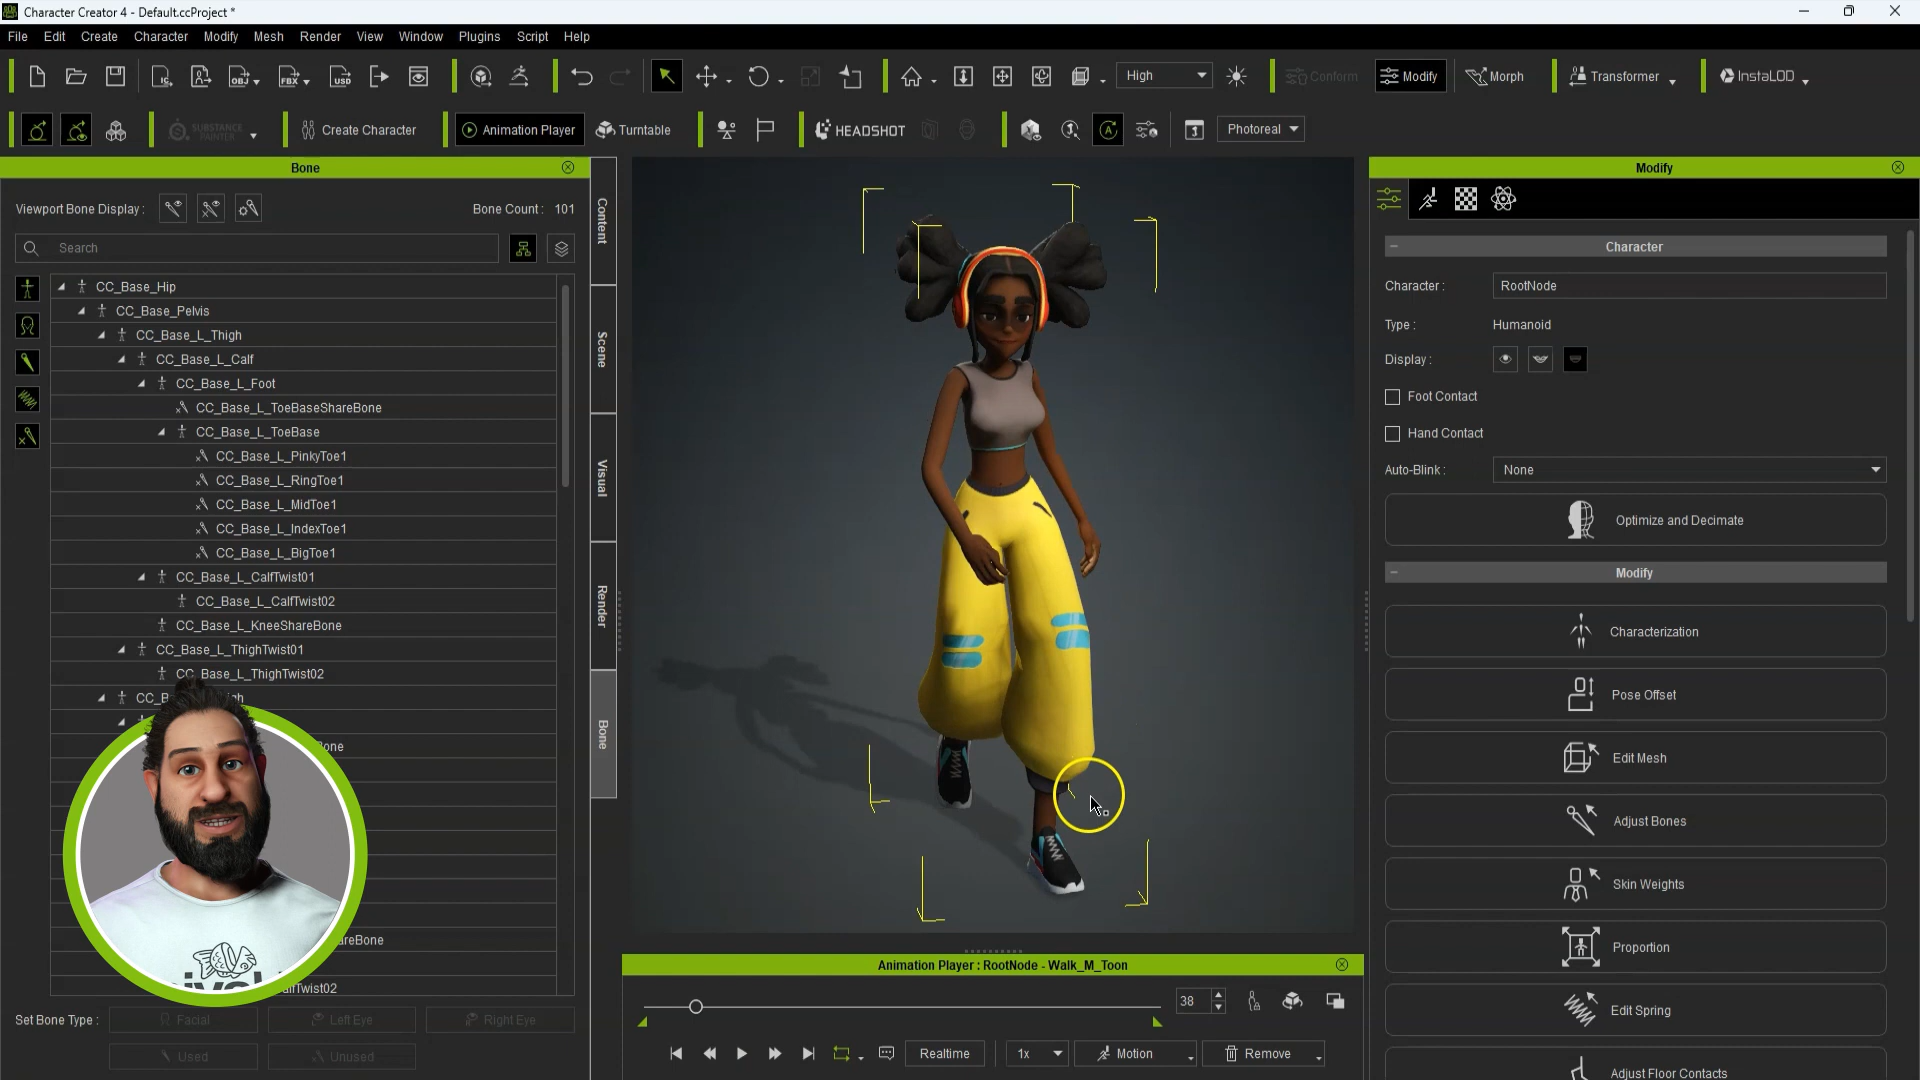 Character Creator 4 - Default.ccProject *
File Edit Create Character Modify Mesh Render View Window Plugins Script Help
IC OBJ FBX USD High Conform Modify Morph Transformer InstaLOD
SUBSTANCE PAINTER Create Character Animation Player Turntable HEADSHOT Photoreal
Bone
Viewport Bone Display : Bone Count : 101
Search
CC_Base_Hip
CC_Base_Pelvis
CC_Base_L_Thigh
CC_Base_L_Calf
CC_Base_L_Foot
CC_Base_L_ToeBaseShareBone
CC_Base_L_ToeBase
CC_Base_L_PinkyToe1
CC_Base_L_RingToe1
CC_Base_L_MidToe1
CC_Base_L_IndexToe1
CC_Base_L_BigToe1
CC_Base_L_CalfTwist01
CC_Base_L_CalfTwist02
CC_Base_L_KneeShareBone
CC_Base_L_ThighTwist01
CC_Base_L_ThighTwist02
Set Bone Type : Facial Left Eye Right Eye
Used Unused
Content
Scene
Visual
Render
Bone
Animation Player : RootNode - Walk_M_Toon
38
Realtime 1x Motion Remove
Modify
Character
Character : RootNode
Type : Humanoid
Display :
Foot Contact
Hand Contact
Auto-Blink : None
Optimize and Decimate
Modify
Characterization
Pose Offset
Edit Mesh
Adjust Bones
Skin Weights
Proportion
Edit Spring
Adjust Floor Contacts